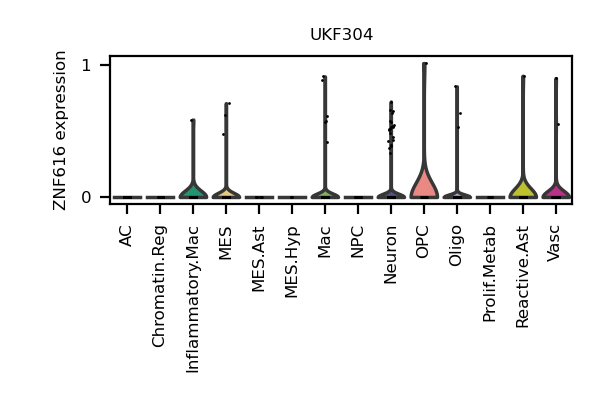 UKF304
ZNF616 expression
1
0
AC
Chromatin.Reg
Inflammatory.Mac
MES
MES.Ast
MES.Hyp
Mac
NPC
Neuron
OPC
Oligo
Prolif.Metab
Reactive.Ast
Vasc